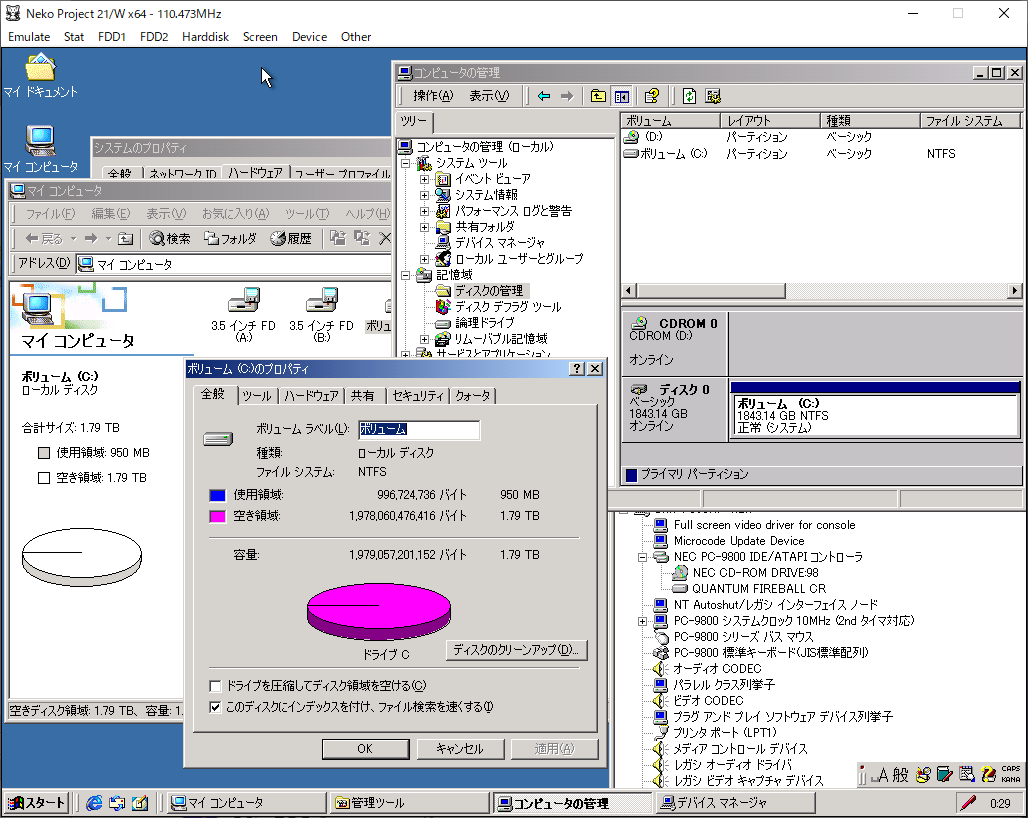 Neko Project 21/W x64 - 110.473MHz
Emulate Stat FDD1 FDD2 Harddisk Screen Device Other
マイ ドキュメント
マイ コンピュータ
システムのプロパティ
全般 ネットワーク ID ハードウェア ユーザー プロファイル
マイ コンピュータ
ファイル(F) 編集(E) 表示(V) お気に入り(A) ツール(T) ヘルプ(H)
戻る 検索 フォルダ 履歴
アドレス(D) マイ コンピュータ
マイ コンピュータ
3.5 インチ FD (A:)
3.5 インチ FD (B:)
ボリュ
ボリューム (C:)
ローカル ディスク
合計サイズ: 1.79 TB
使用領域: 950 MB
空き領域: 1.79 TB
空きディスク領域: 1.79 TB、容量: 1.
コンピュータの管理
操作(A) 表示(V)
ツリー
コンピュータの管理 (ローカル)
システム ツール
イベント ビューア
システム情報
パフォーマンス ログと警告
共有フォルダ
デバイス マネージャ
ローカル ユーザーとグループ
記憶域
ディスクの管理
ディスク デフラグ ツール
論理ドライブ
リムーバブル記憶域
サービスとアプリケーション
ボリューム レイアウト 種類 ファイル システム
(D:) パーティション ベーシック
ボリューム (C:) パーティション ベーシック NTFS
CDROM 0
CDROM (D:)
オンライン
ディスク 0
ベーシック
1843.14 GB
オンライン
ボリューム (C:)
1843.14 GB NTFS
正常 (システム)
プライマリ パーティション
ボリューム (C:)のプロパティ
全般 ツール ハードウェア 共有 セキュリティ クォータ
ボリューム ラベル(L): ボリューム
種類: ローカル ディスク
ファイル システム: NTFS
使用領域: 996,724,736 バイト 950 MB
空き領域: 1,978,060,476,416 バイト 1.79 TB
容量: 1,979,057,201,152 バイト 1.79 TB
ドライブ C
ディスクのクリーンアップ(D)...
ドライブを圧縮してディスク領域を空ける(C)
このディスクにインデックスを付け、ファイル検索を速くする(I)
OK キャンセル 適用(A)
Full screen video driver for console
Microcode Update Device
NEC PC-9800 IDE/ATAPI コントローラ
NEC CD-ROM DRIVE:98
QUANTUM FIREBALL CR
NT Autoshut/レガシ インターフェイス ノード
PC-9800 システムクロック 10MHz (2nd タイマ対応)
PC-9800 シリーズ バス マウス
PC-9800 標準キーボード(JIS標準配列)
オーディオ CODEC
パラレル クラス列挙子
ビデオ CODEC
プラグ アンド プレイ ソフトウェア デバイス列挙子
プリンタ ポート (LPT1)
メディア コントロール デバイス
レガシ オーディオ ドライバ
レガシ ビデオ キャプチャ デバイス
A 般 CAPS
KANA
スタート マイ コンピュータ 管理ツール コンピュータの管理 デバイス マネージャ 0:29